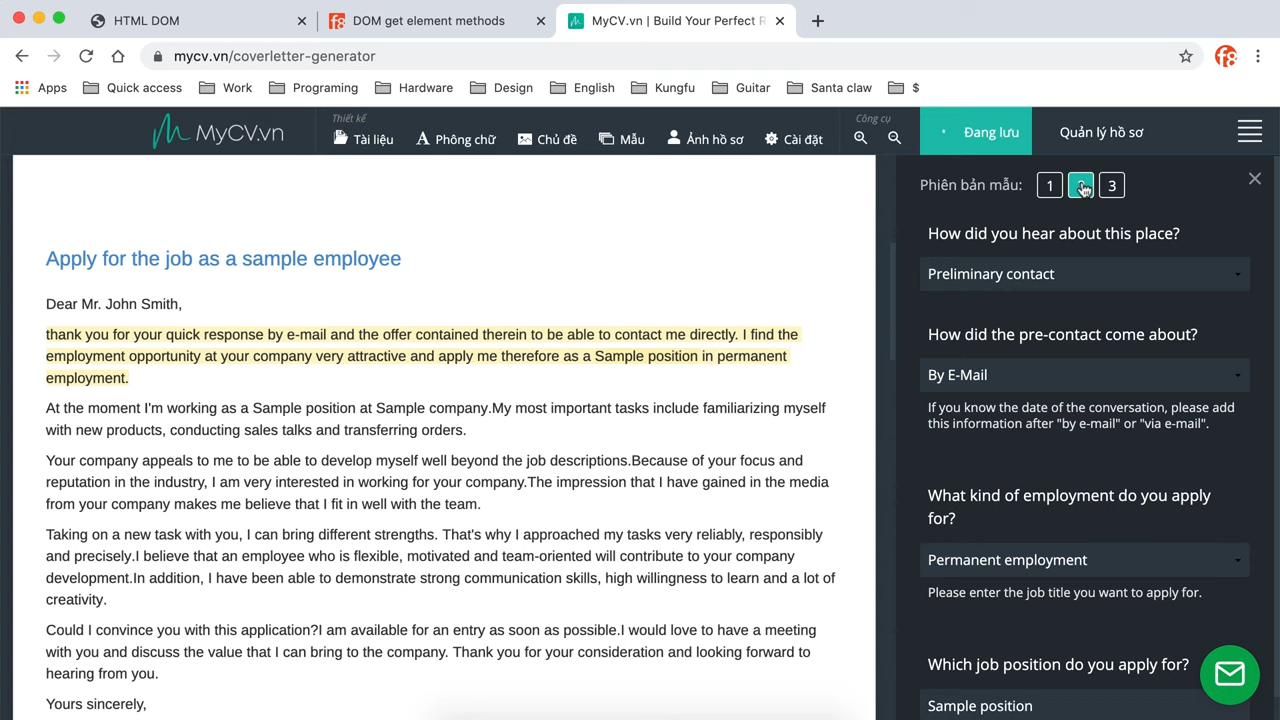 HTML DOM
DOM get element methods
MyCV.vn | Build Your Perfect R
mycv.vn/coverletter-generator
Apps Quick access Work Programing Hardware Design English Kungfu Guitar Santa claw $
MyCV.vn
Thiết kế
Tài liệu Phông chữ Chủ đề Mẫu Ảnh hồ sơ Cài đặt
Công cụ
Đang lưu
Quản lý hồ sơ
Apply for the job as a sample employee
Dear Mr. John Smith,
thank you for your quick response by e-mail and the offer contained therein to be able to contact me directly. I find the
employment opportunity at your company very attractive and apply me therefore as a Sample position in permanent
employment.
At the moment I'm working as a Sample position at Sample company.My most important tasks include familiarizing myself
with new products, conducting sales talks and transferring orders.
Your company appeals to me to be able to develop myself well beyond the job descriptions.Because of your focus and
reputation in the industry, I am very interested in working for your company.The impression that I have gained in the media
from your company makes me believe that I fit in well with the team.
Taking on a new task with you, I can bring different strengths. That's why I approached my tasks very reliably, responsibly
and precisely.I believe that an employee who is flexible, motivated and team-oriented will contribute to your company
development.In addition, I have been able to demonstrate strong communication skills, high willingness to learn and a lot of
creativity.
Could I convince you with this application?I am available for an entry as soon as possible.I would love to have a meeting
with you and discuss the value that I can bring to the company. Thank you for your consideration and looking forward to
hearing from you.
Yours sincerely,
Phiên bản mẫu: 1 3
How did you hear about this place?
Preliminary contact
How did the pre-contact come about?
By E-Mail
If you know the date of the conversation, please add
this information after "by e-mail" or "via e-mail".
What kind of employment do you apply
for?
Permanent employment
Please enter the job title you want to apply for.
Which job position do you apply for?
Sample position